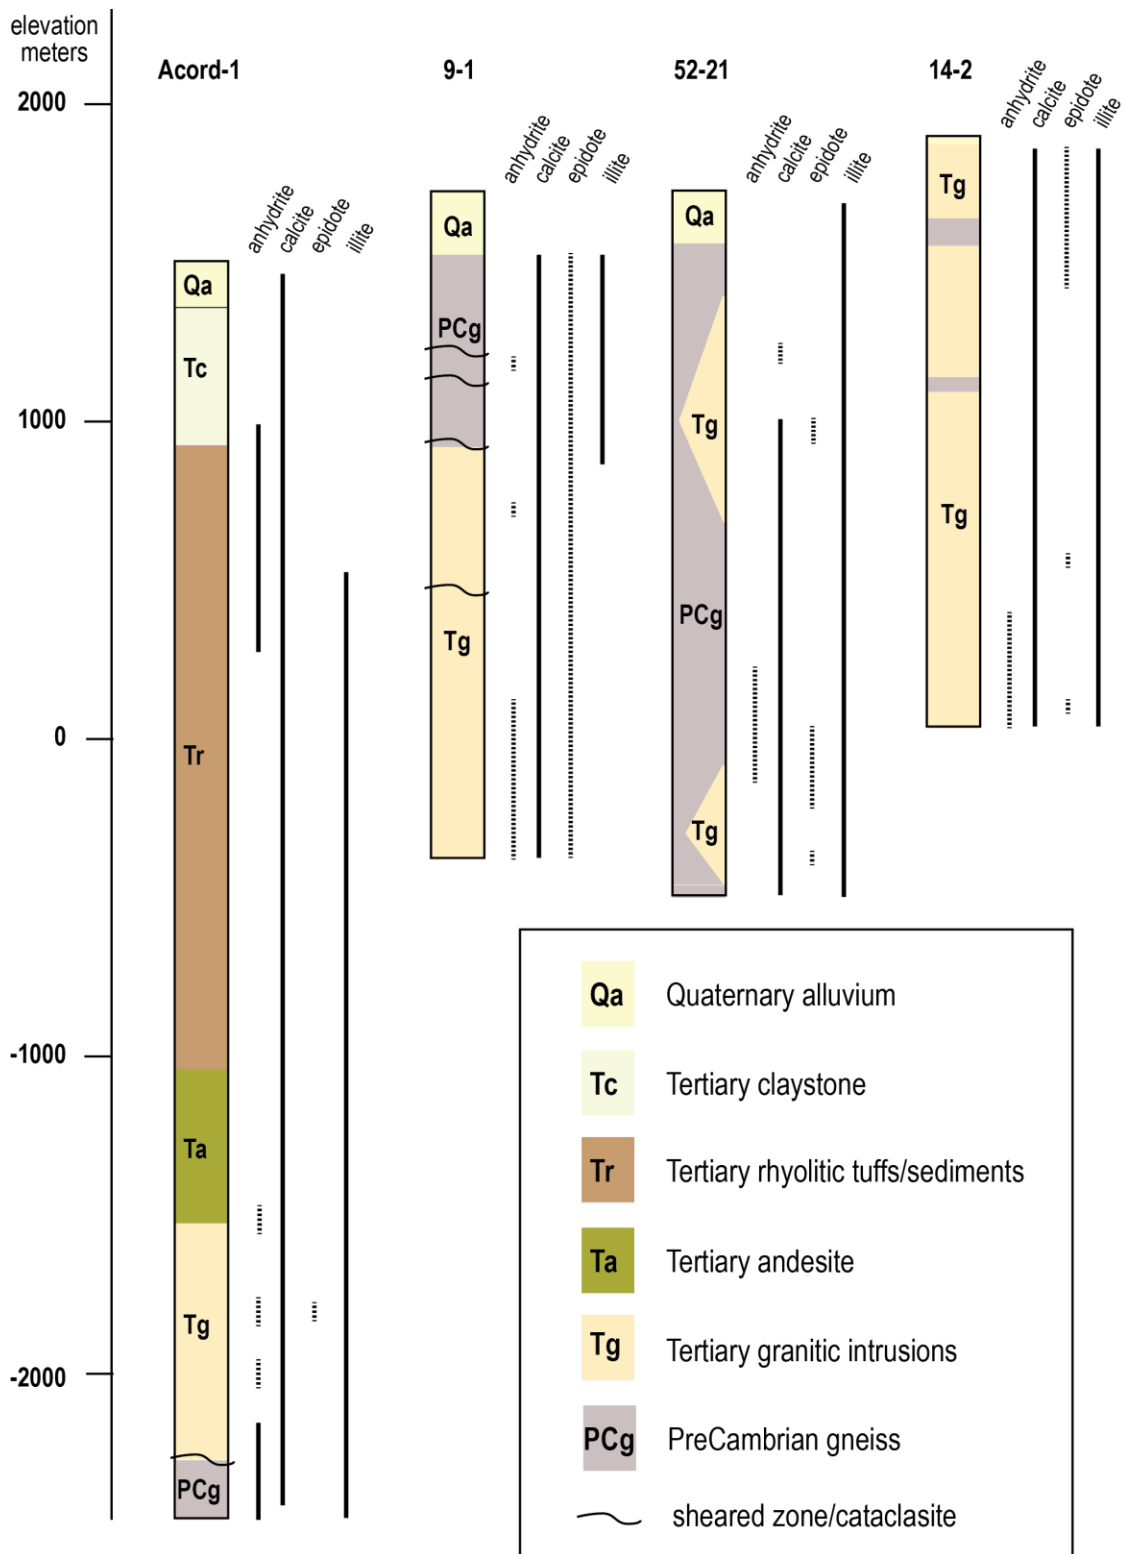 elevation
meters
Acord-1
9-1
52-21
14-2
2000
1000
0
-1000
-2000
anhydrite
calcite
epidote
illite
Qa
Tc
Tr
Ta
Tg
PCg
anhydrite
calcite
epidote
illite
Qa
PCg
Tg
anhydrite
calcite
epidote
illite
Qa
Tg
PCg
Tg
anhydrite
calcite
epidote
illite
Tg
Tg
Qa Quaternary alluvium
Tc Tertiary claystone
Tr Tertiary rhyolitic tuffs/sediments
Ta Tertiary andesite
Tg Tertiary granitic intrusions
PCg PreCambrian gneiss
sheared zone/cataclasite